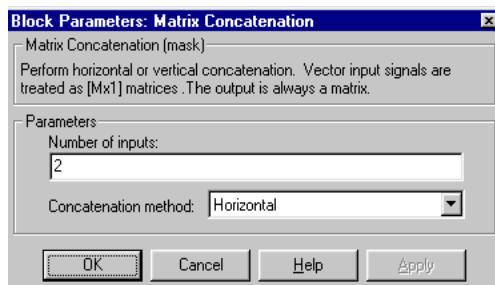 Block Parameters: Matrix Concatenation
Matrix Concatenation (mask)
Perform horizontal or vertical concatenation. Vector input signals are
treated as [Mx1] matrices .The output is always a matrix.
Parameters
Number of inputs:
2
Concatenation method: Horizontal
OK Cancel Help Apply